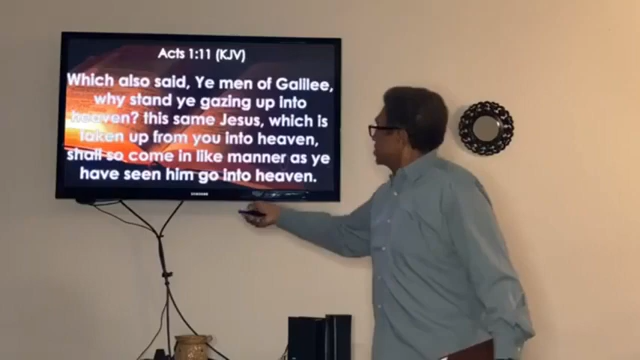 Acts 1:11 (KJV)
Which also said, Ye men of Galilee,
why stand ye gazing up into
heaven? this same Jesus, which is
taken up from you into heaven,
shall so come in like manner as ye
have seen him go into heaven.
SAMSUNG